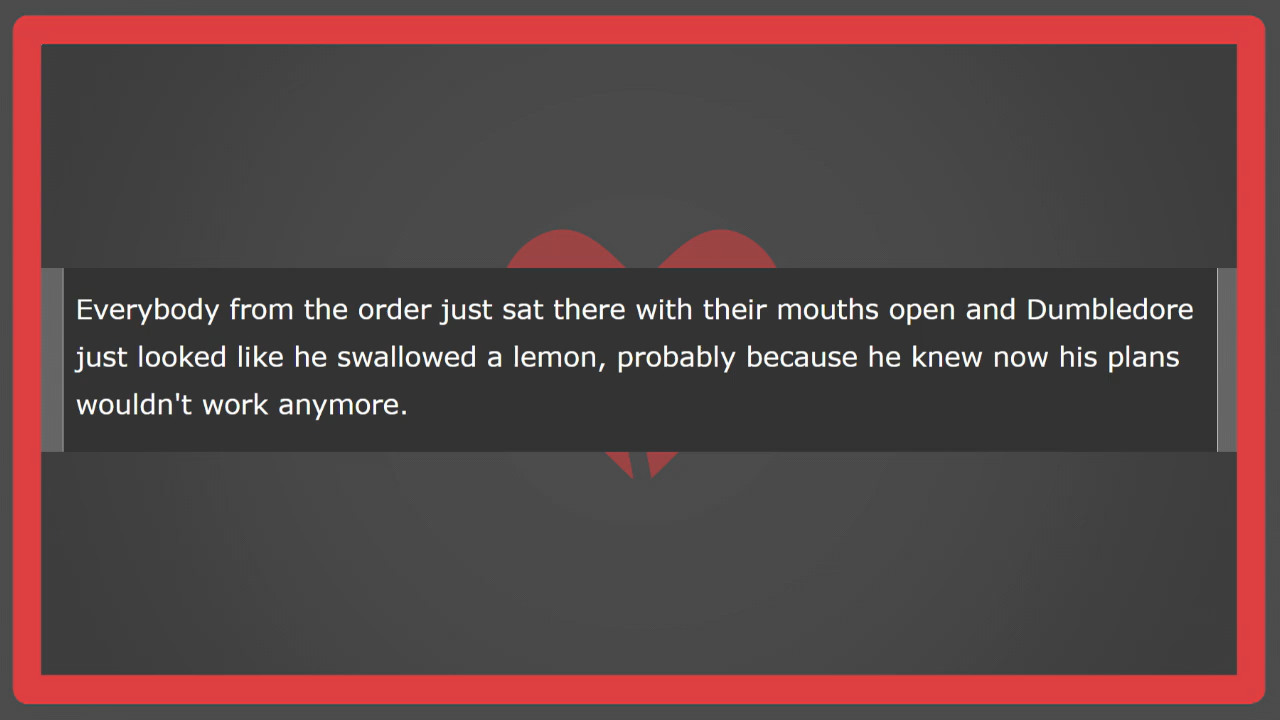 Everybody from the order just sat there with their mouths open and Dumbledore
just looked like he swallowed a lemon, probably because he knew now his plans
wouldn't work anymore.